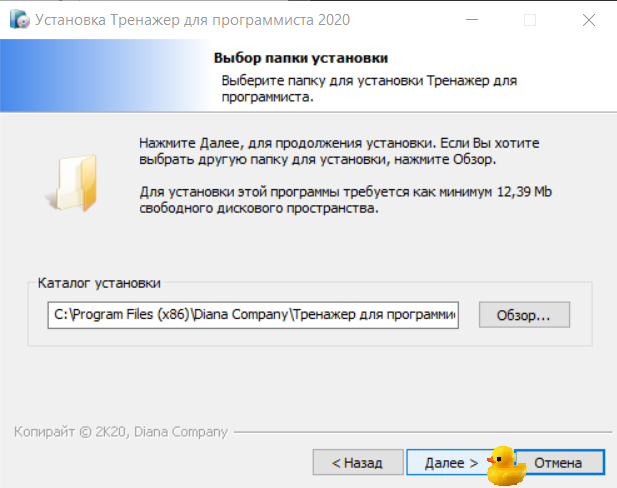 Установка Тренажер для программиста 2020
Выбор папки установки
Выберите папку для установки Тренажер для
программиста.
Нажмите Далее, для продолжения установки. Если Вы хотите
выбрать другую папку для установки, нажмите Обзор.
Для установки этой программы требуется как минимум 12,39 Mb
свободного дискового пространства.
Каталог установки
C:\Program Files (x86)\Diana Company\Тренажер для программи
Обзор...
Копирайт © 2K20, Diana Company
< Назад
Далее >
Отмена